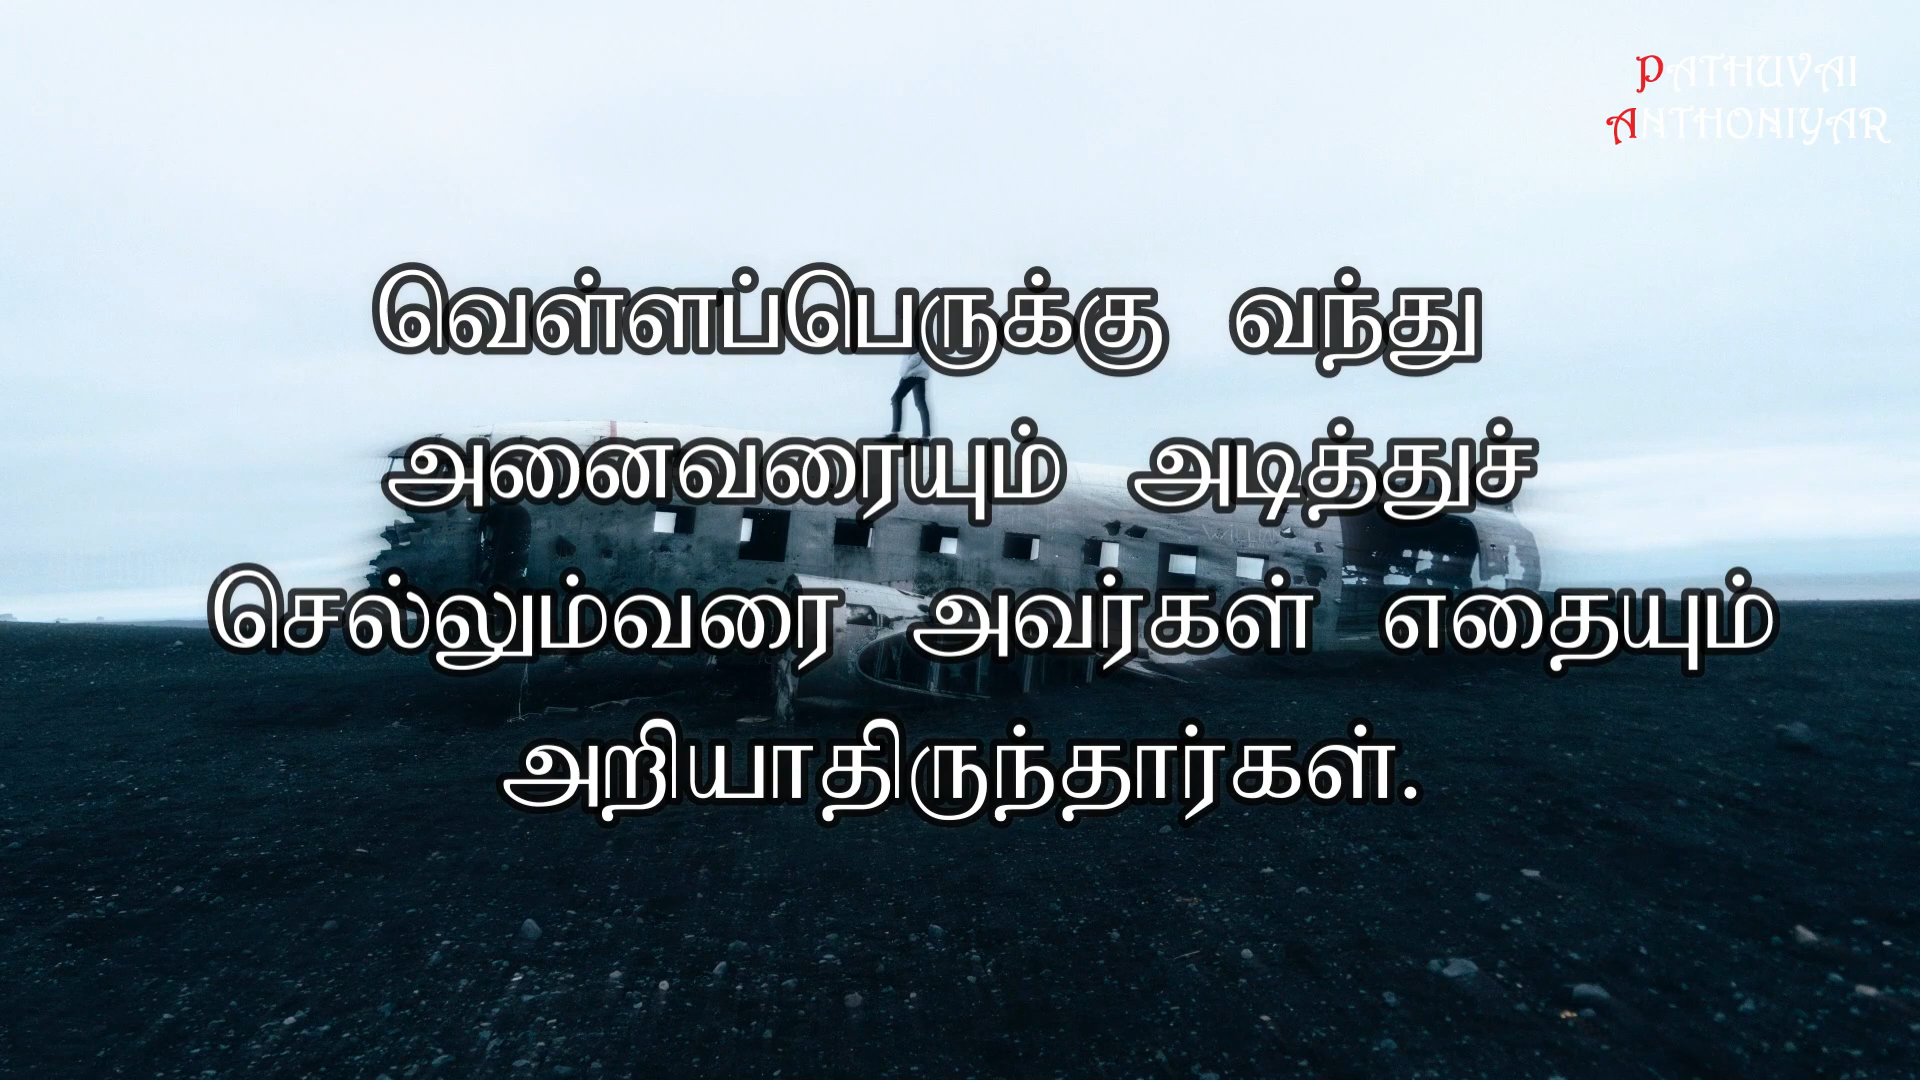 PATHUVAI
ANTHONIYAR
வெள்ளப்பெருக்கு வந்து
அனைவரையும் அடித்துச்
செல்லும்வரை அவர்கள் எதையும்
அறியாதிருந்தார்கள்.